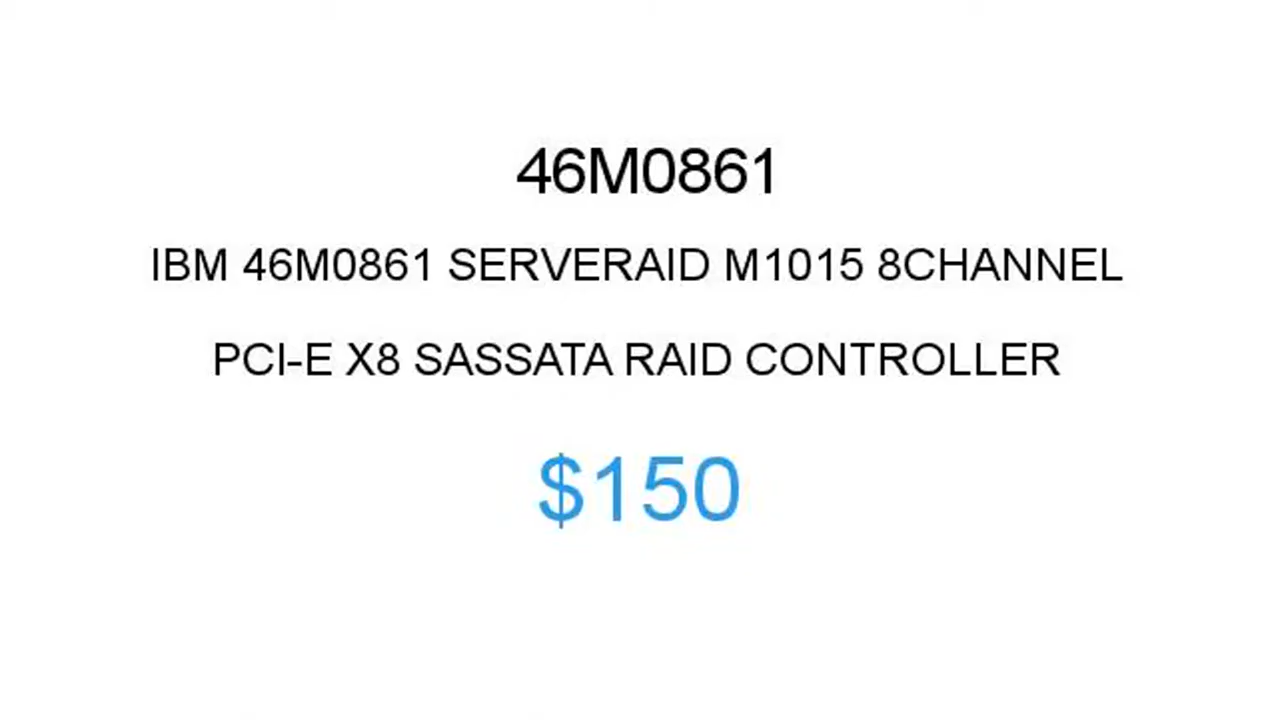 46M0861
IBM 46M0861 SERVERAID M1015 8CHANNEL
PCI-E X8 SASSATA RAID CONTROLLER
$150